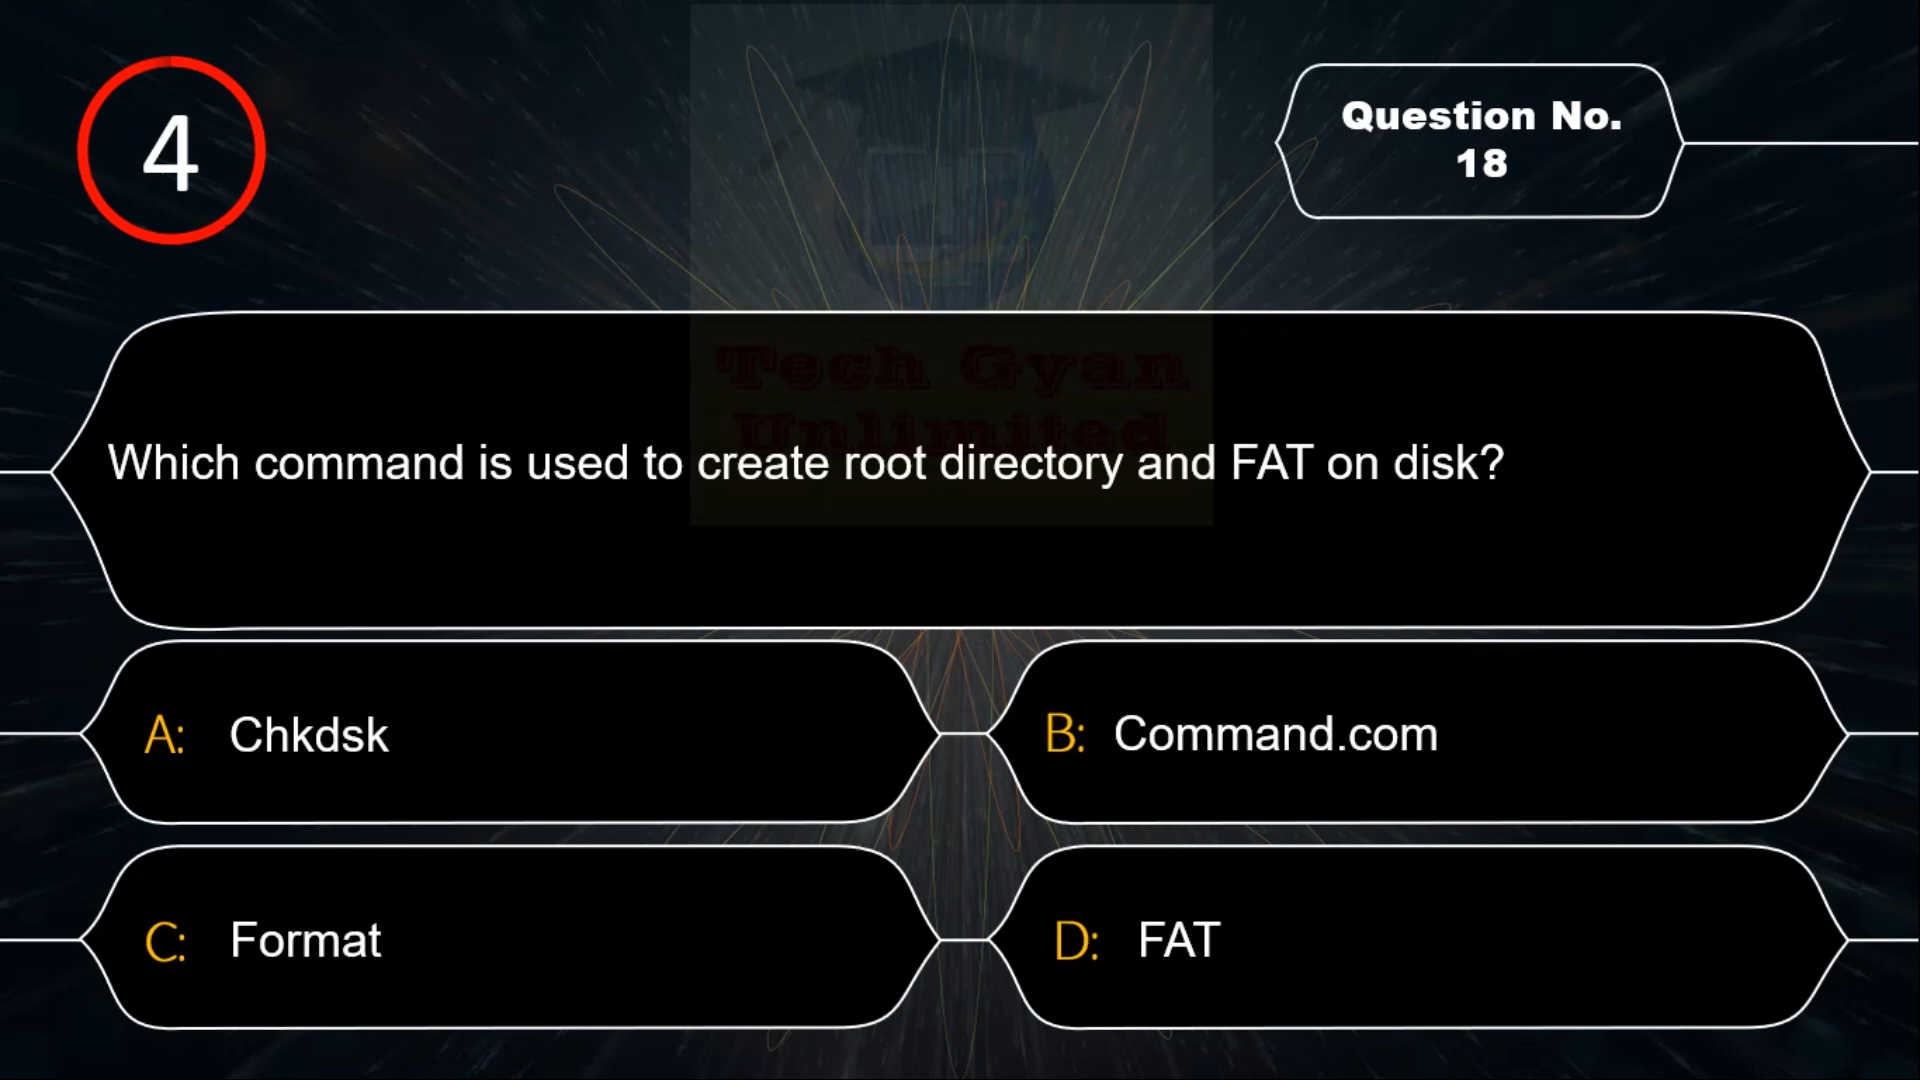 4
Question No.
18
Tech Gyan
Unlimited
Which command is used to create root directory and FAT on disk?
A: Chkdsk
B: Command.com
C: Format
D: FAT